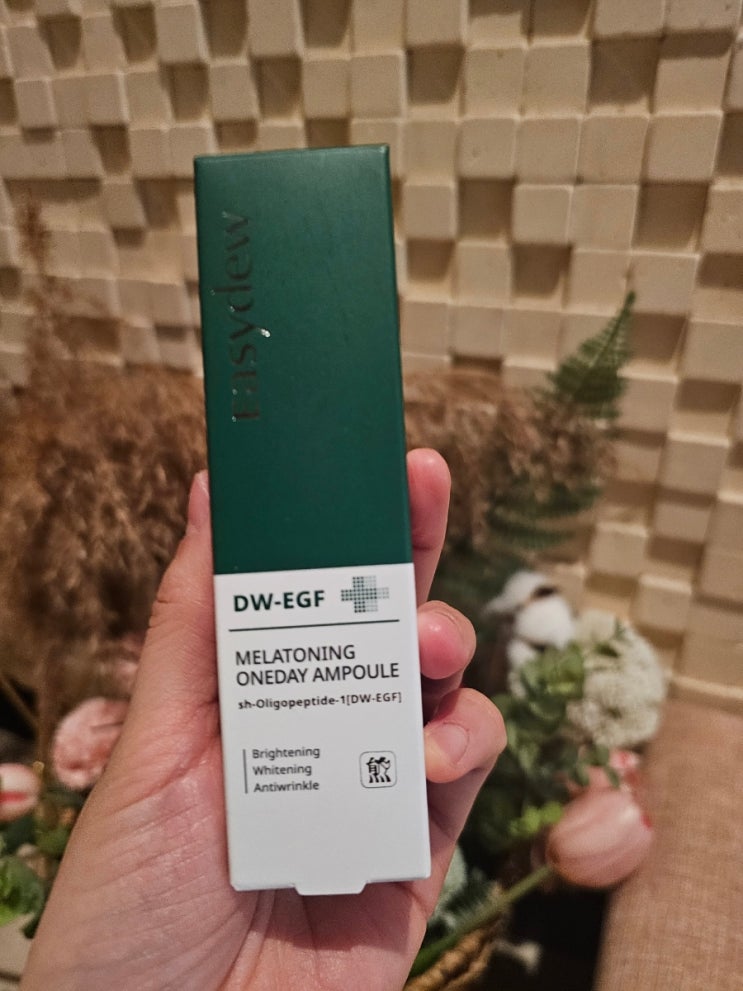 easydew
DW-EGF
MELATONING
ONEDAY AMPOULE
sh-Oligopeptide-1[DW-EGF]
Brightening
Whitening
Antiwrinkle